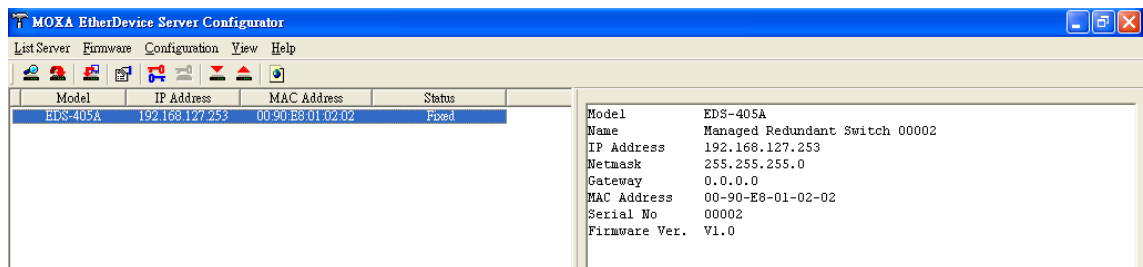 MOXA EtherDevice Server Configurator
List Server Firmware Configuration View Help
Model IP Address MAC Address Status
EDS-405A 192.168.127.253 00:90:E8:01:02:02 Fixed
Model EDS-405A
Name Managed Redundant Switch 00002
IP Address 192.168.127.253
Netmask 255.255.255.0
Gateway 0.0.0.0
MAC Address 00-90-E8-01-02-02
Serial No 00002
Firmware Ver. V1.0